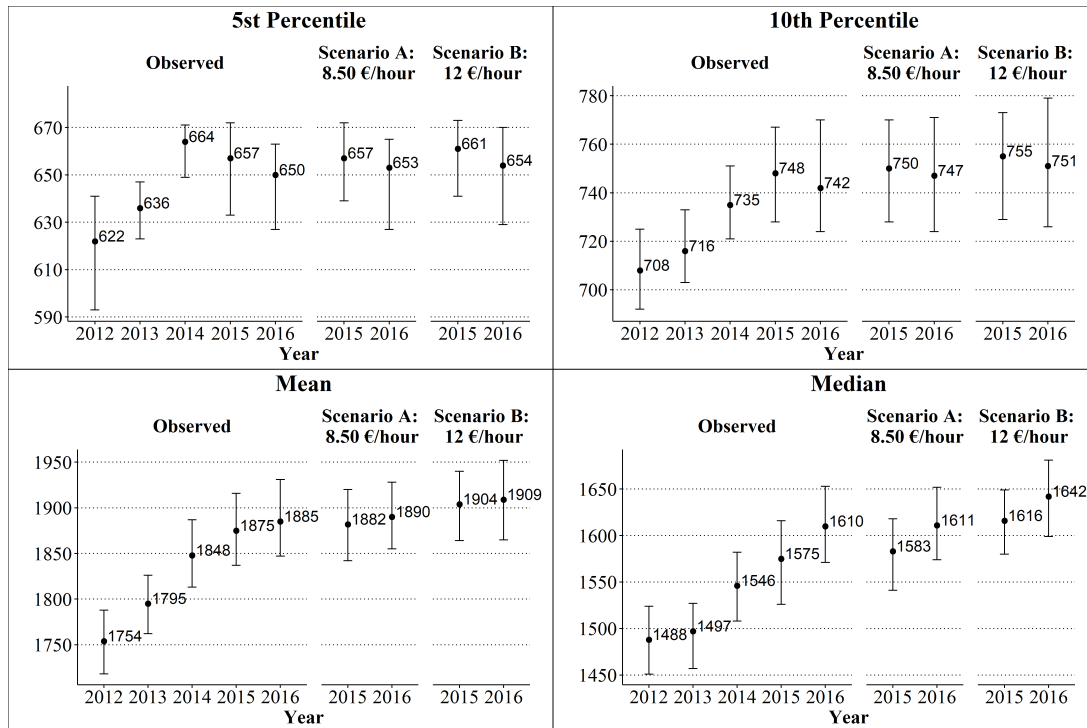 5st Percentile
Observed
Scenario A:
8.50 €/hour
Scenario B:
12 €/hour
670
650
630
610
590
622
636
664
657
650
657
653
661
654
2012 2013 2014 2015 2016 2015 2016 2015 2016
Year
10th Percentile
Observed
Scenario A:
8.50 €/hour
Scenario B:
12 €/hour
780
760
740
720
700
708
716
735
748
742
750
747
755
751
2012 2013 2014 2015 2016 2015 2016 2015 2016
Year
Mean
Observed
Scenario A:
8.50 €/hour
Scenario B:
12 €/hour
1950
1900
1850
1800
1750
1754
1795
1848
1875
1885
1882
1890
1904
1909
2012 2013 2014 2015 2016 2015 2016 2015 2016
Year
Median
Observed
Scenario A:
8.50 €/hour
Scenario B:
12 €/hour
1650
1600
1550
1500
1450
1488
1497
1546
1575
1610
1583
1611
1616
1642
2012 2013 2014 2015 2016 2015 2016 2015 2016
Year